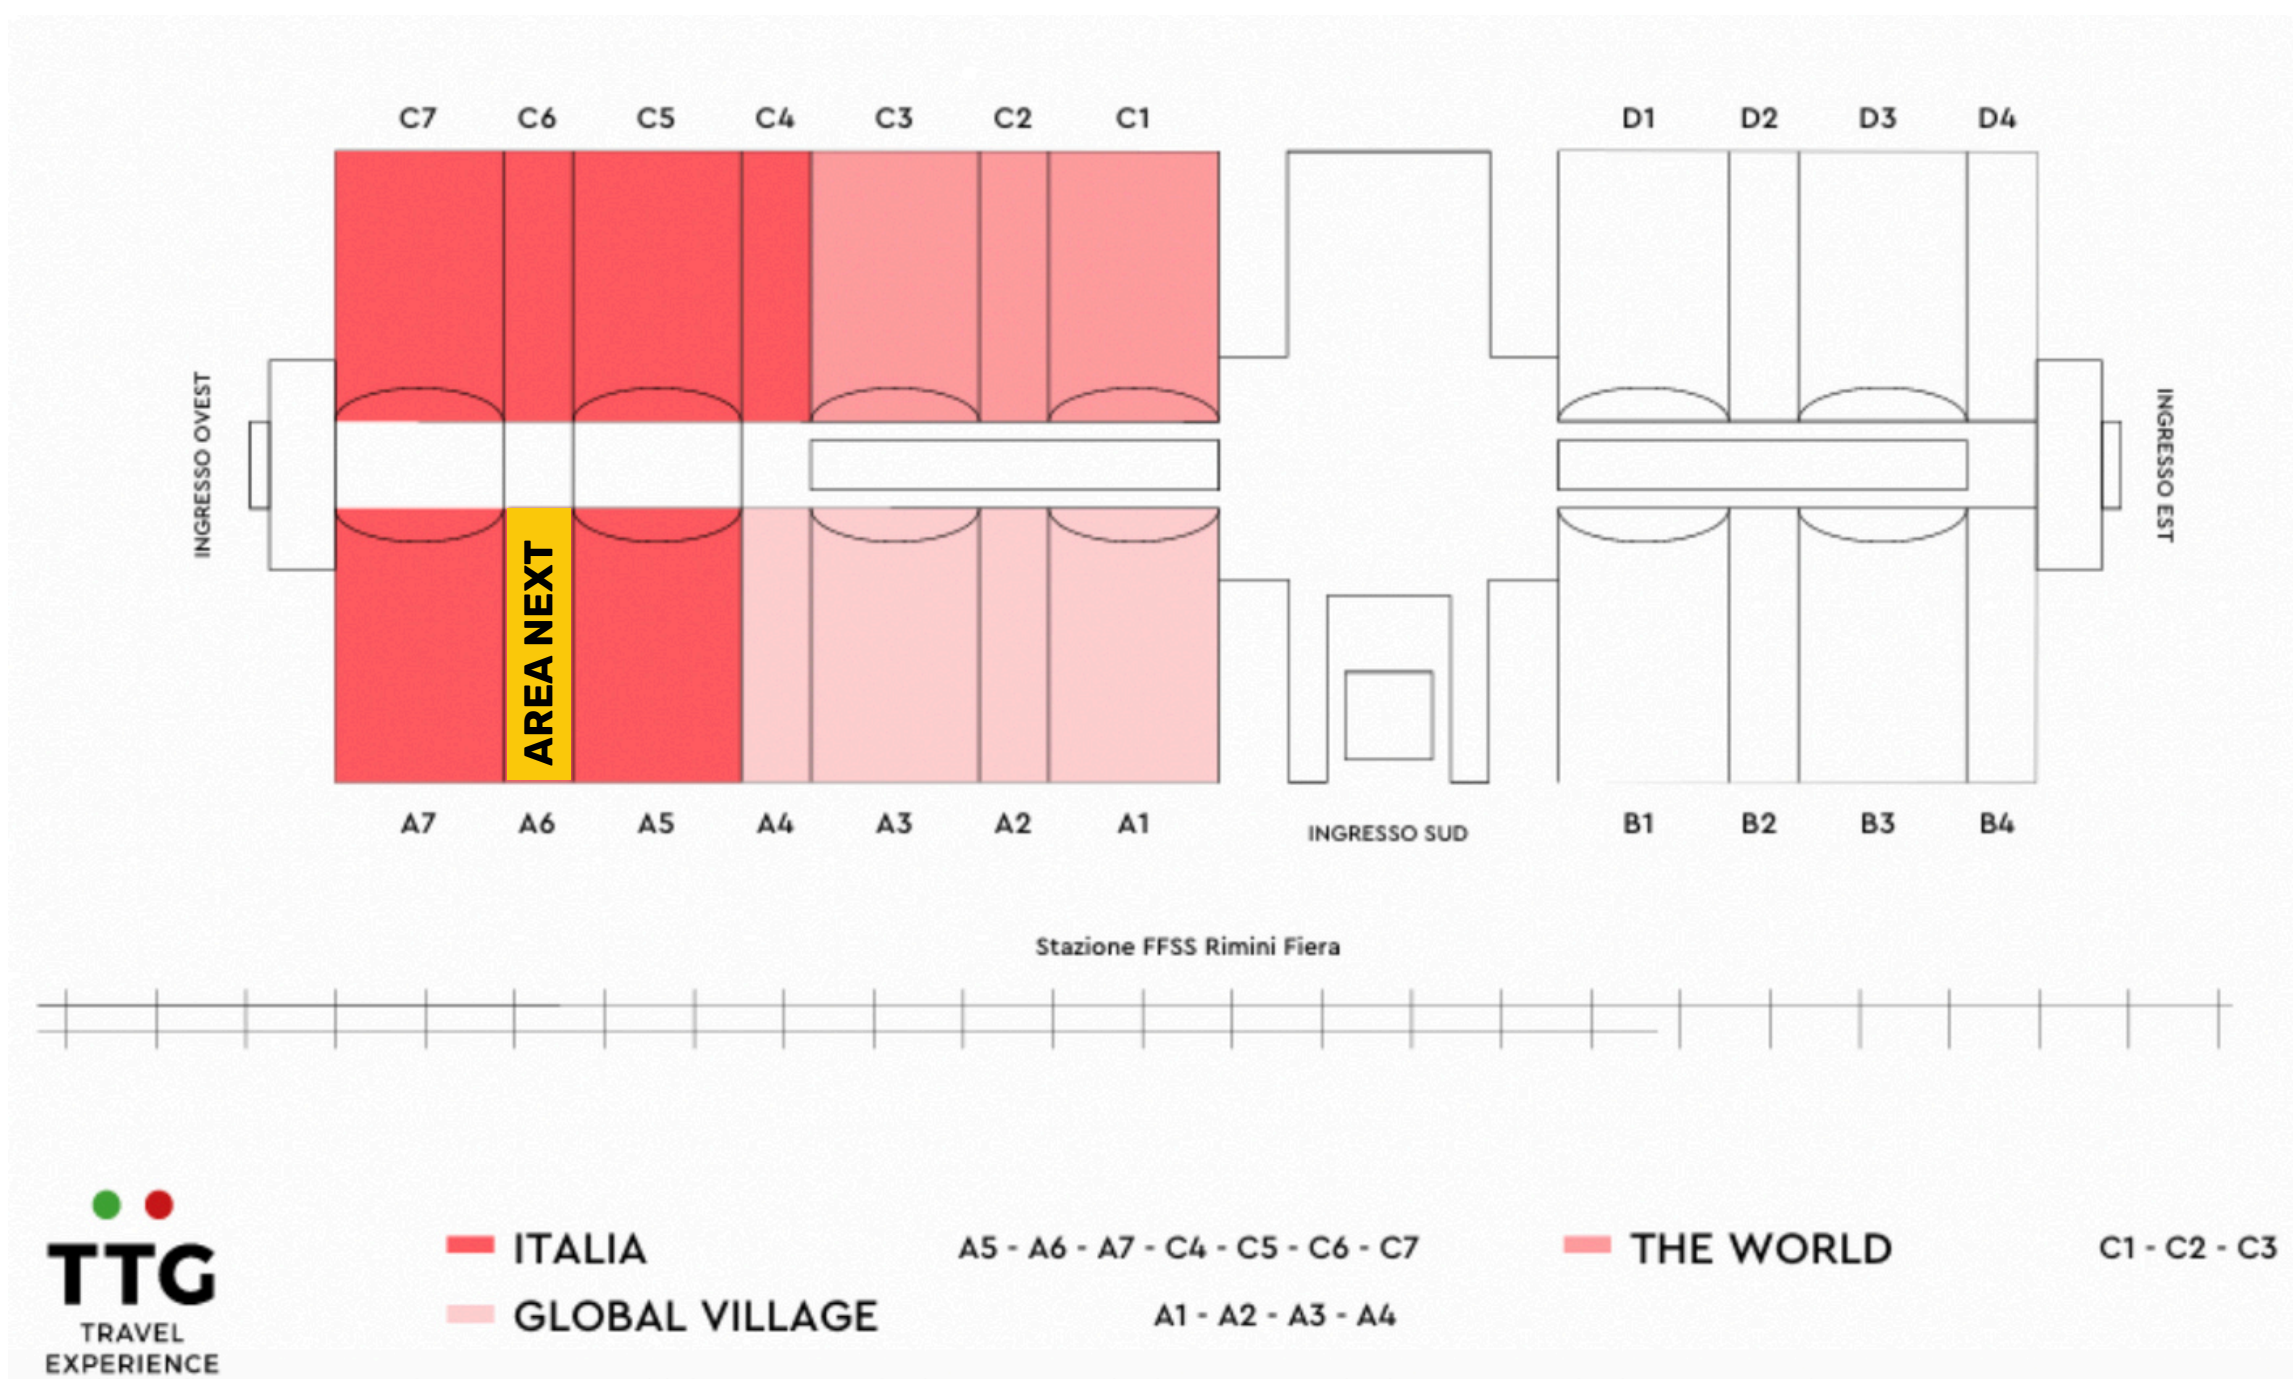 C7 C6 C5 C4 C3 C2 C1 D1 D2 D3 D4
INGRESSO OVEST
INGRESSO EST
AREA NEXT
A7 A6 A5 A4 A3 A2 A1 B1 B2 B3 B4
INGRESSO SUD
Stazione FFSS Rimini Fiera
TTG
TRAVEL
EXPERIENCE
ITALIA A5 - A6 - A7 - C4 - C5 - C6 - C7
THE WORLD C1 - C2 - C3
GLOBAL VILLAGE A1 - A2 - A3 - A4